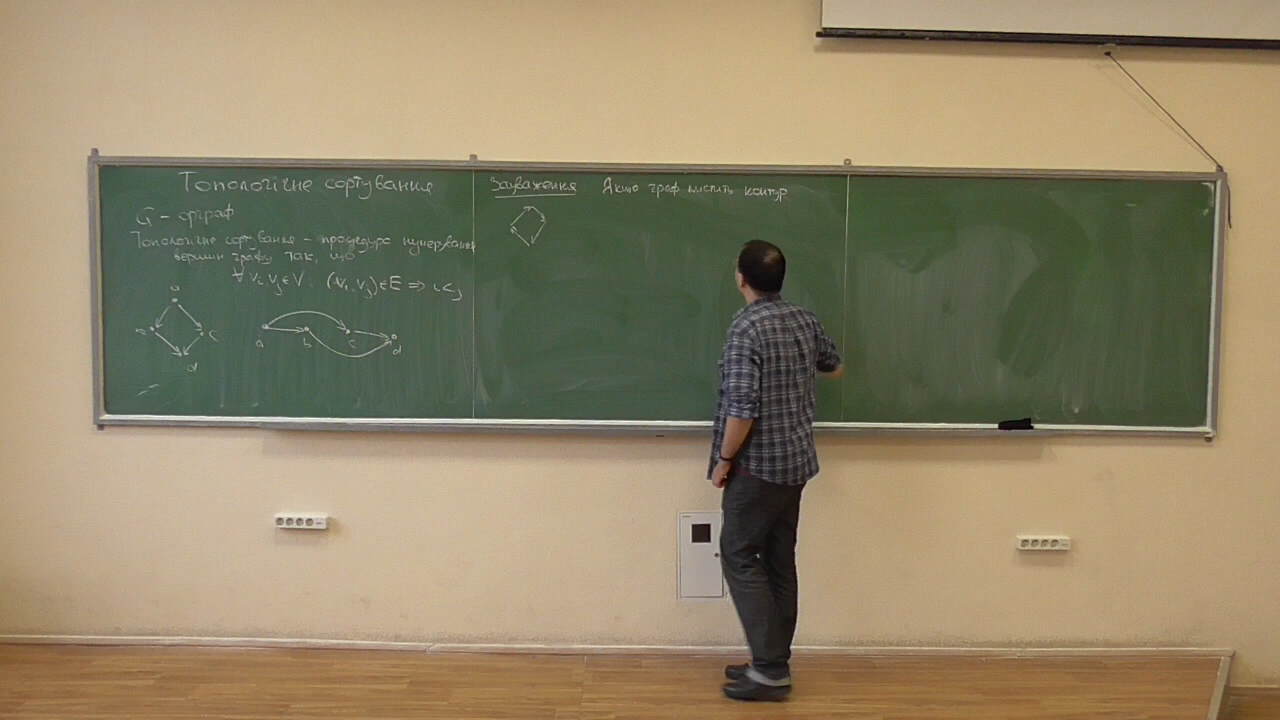 Топологічне сортування
G - орграф
Топологічне сортування - процедура нумерування
вершин графу так, що
∀ vᵢ, vⱼ ∈ V : (vᵢ, vⱼ) ∈ E ⇒ i < j
a
b c
d
a b c d
Зауваження Якщо граф містить контур